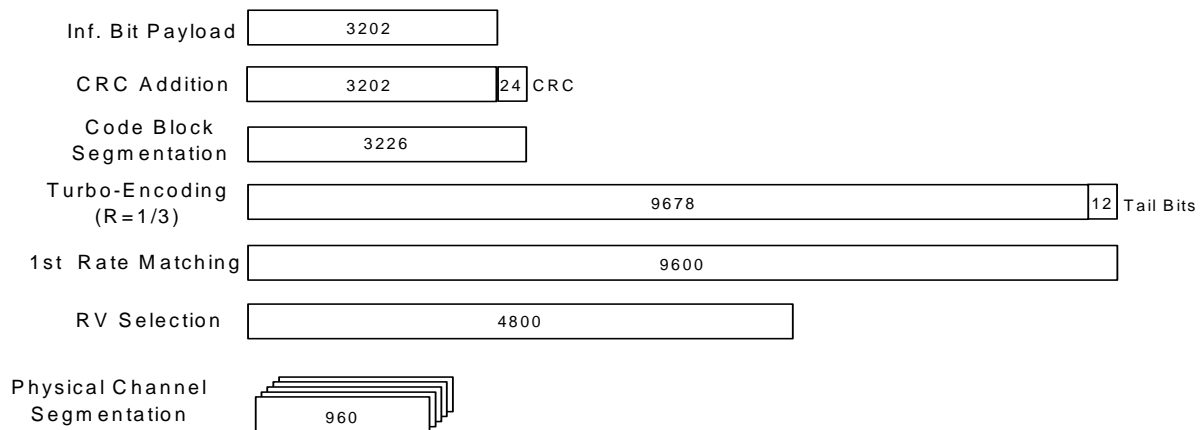 Inf. Bit Payload 3202
CRC Addition 3202 24 CRC
Code Block
Segmentation 3226
Turbo-Encoding
(R=1/3) 9678 12 Tail Bits
1st Rate Matching 9600
RV Selection 4800
Physical Channel
Segmentation 960